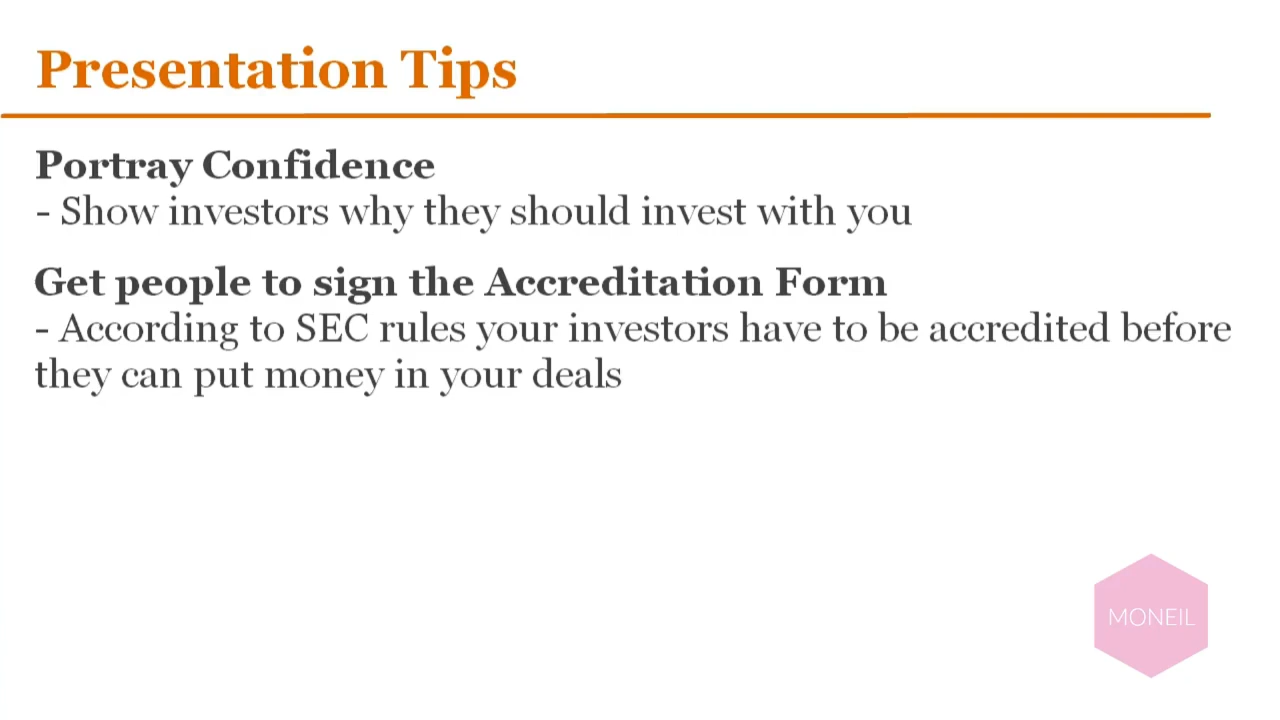 Presentation Tips
Portray Confidence
- Show investors why they should invest with you
Get people to sign the Accreditation Form
- According to SEC rules your investors have to be accredited before
they can put money in your deals
MONEIL